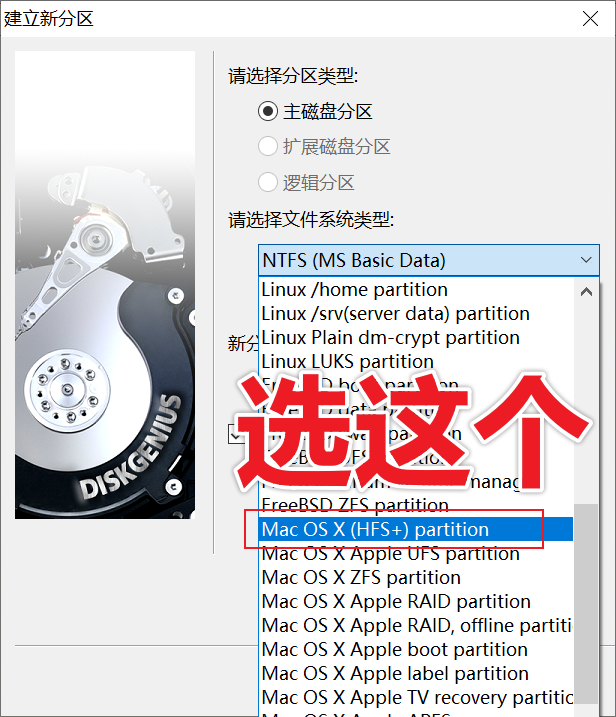 建立新分区
请选择分区类型:
主磁盘分区
扩展磁盘分区
逻辑分区
请选择文件系统类型:
NTFS (MS Basic Data)
Linux /home partition
Linux /srv(server data) partition
Linux Plain dm-crypt partition
新分
Linux LUKS partition
选这个
FreeBSD ZFS partition
Mac OS X (HFS+) partition
Mac OS X Apple UFS partition
Mac OS X ZFS partition
Mac OS X Apple RAID partition
Mac OS X Apple RAID, offline partiti
Mac OS X Apple boot partition
Mac OS X Apple label partition
Mac OS X Apple TV recovery partitic
DISKGENIUS